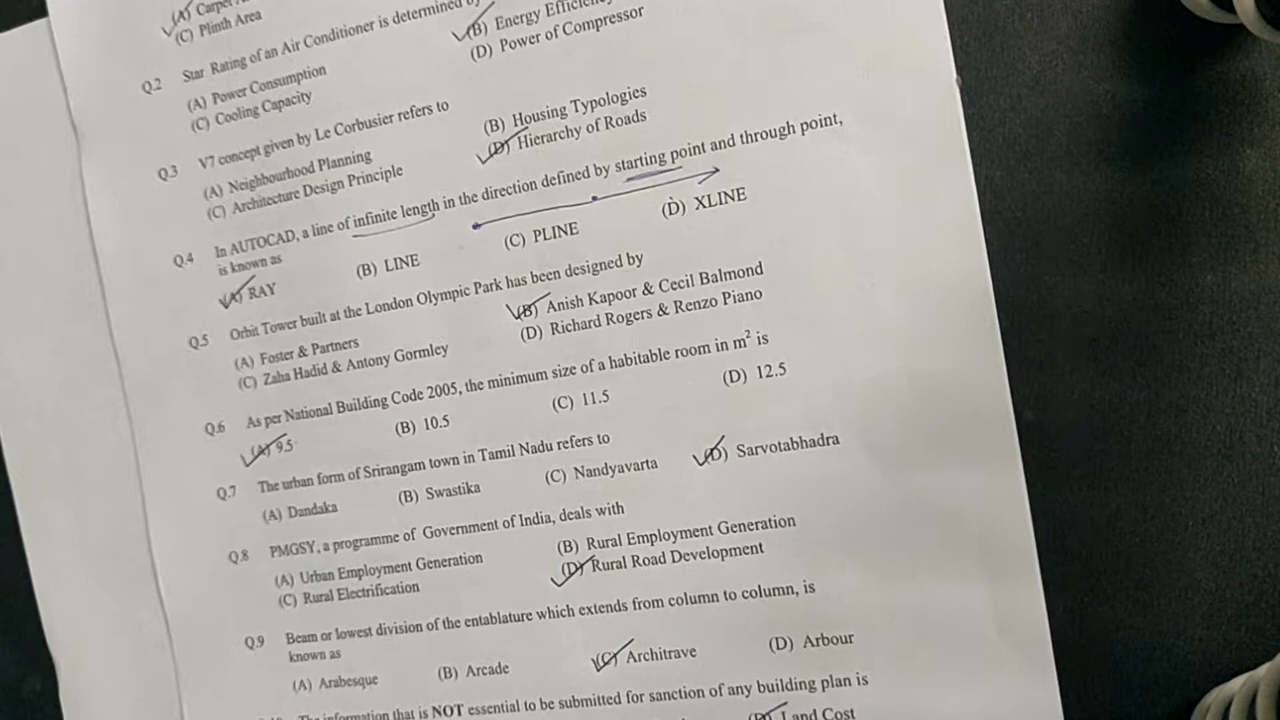 (A) Carpet
(C) Plinth Area
Q.2 Star Rating of an Air Conditioner is determined
(A) Power Consumption
(B) Energy
(C) Cooling Capacity
(D) Power of Compressor
Q.3 V7 concept given by Le Corbusier refers to
(A) Neighbourhood Planning
(B) Housing Typologies
(C) Architecture Design Principle
(D) Hierarchy of Roads
Q.4 In AUTOCAD, a line of infinite length in the direction defined by starting point and through point,
is known as
(A) RAY (B) LINE (C) PLINE (D) XLINE
Q.5 Orbit Tower built at the London Olympic Park has been designed by
(A) Foster & Partners (B) Anish Kapoor & Cecil Balmond
(C) Zaha Hadid & Antony Gormley (D) Richard Rogers & Renzo Piano
Q.6 As per National Building Code 2005, the minimum size of a habitable room in m² is
(A) 9.5 (B) 10.5 (C) 11.5 (D) 12.5
Q.7 The urban form of Srirangam town in Tamil Nadu refers to
(A) Dandaka (B) Swastika (C) Nandyavarta (D) Sarvotabhadra
Q.8 PMGSY, a programme of Government of India, deals with
(A) Urban Employment Generation (B) Rural Employment Generation
(C) Rural Electrification (D) Rural Road Development
Q.9 Beam or lowest division of the entablature which extends from column to column, is
known as
(A) Arabesque (B) Arcade (C) Architrave (D) Arbour
The information that is NOT essential to be submitted for sanction of any building plan is
(D) Land Cost